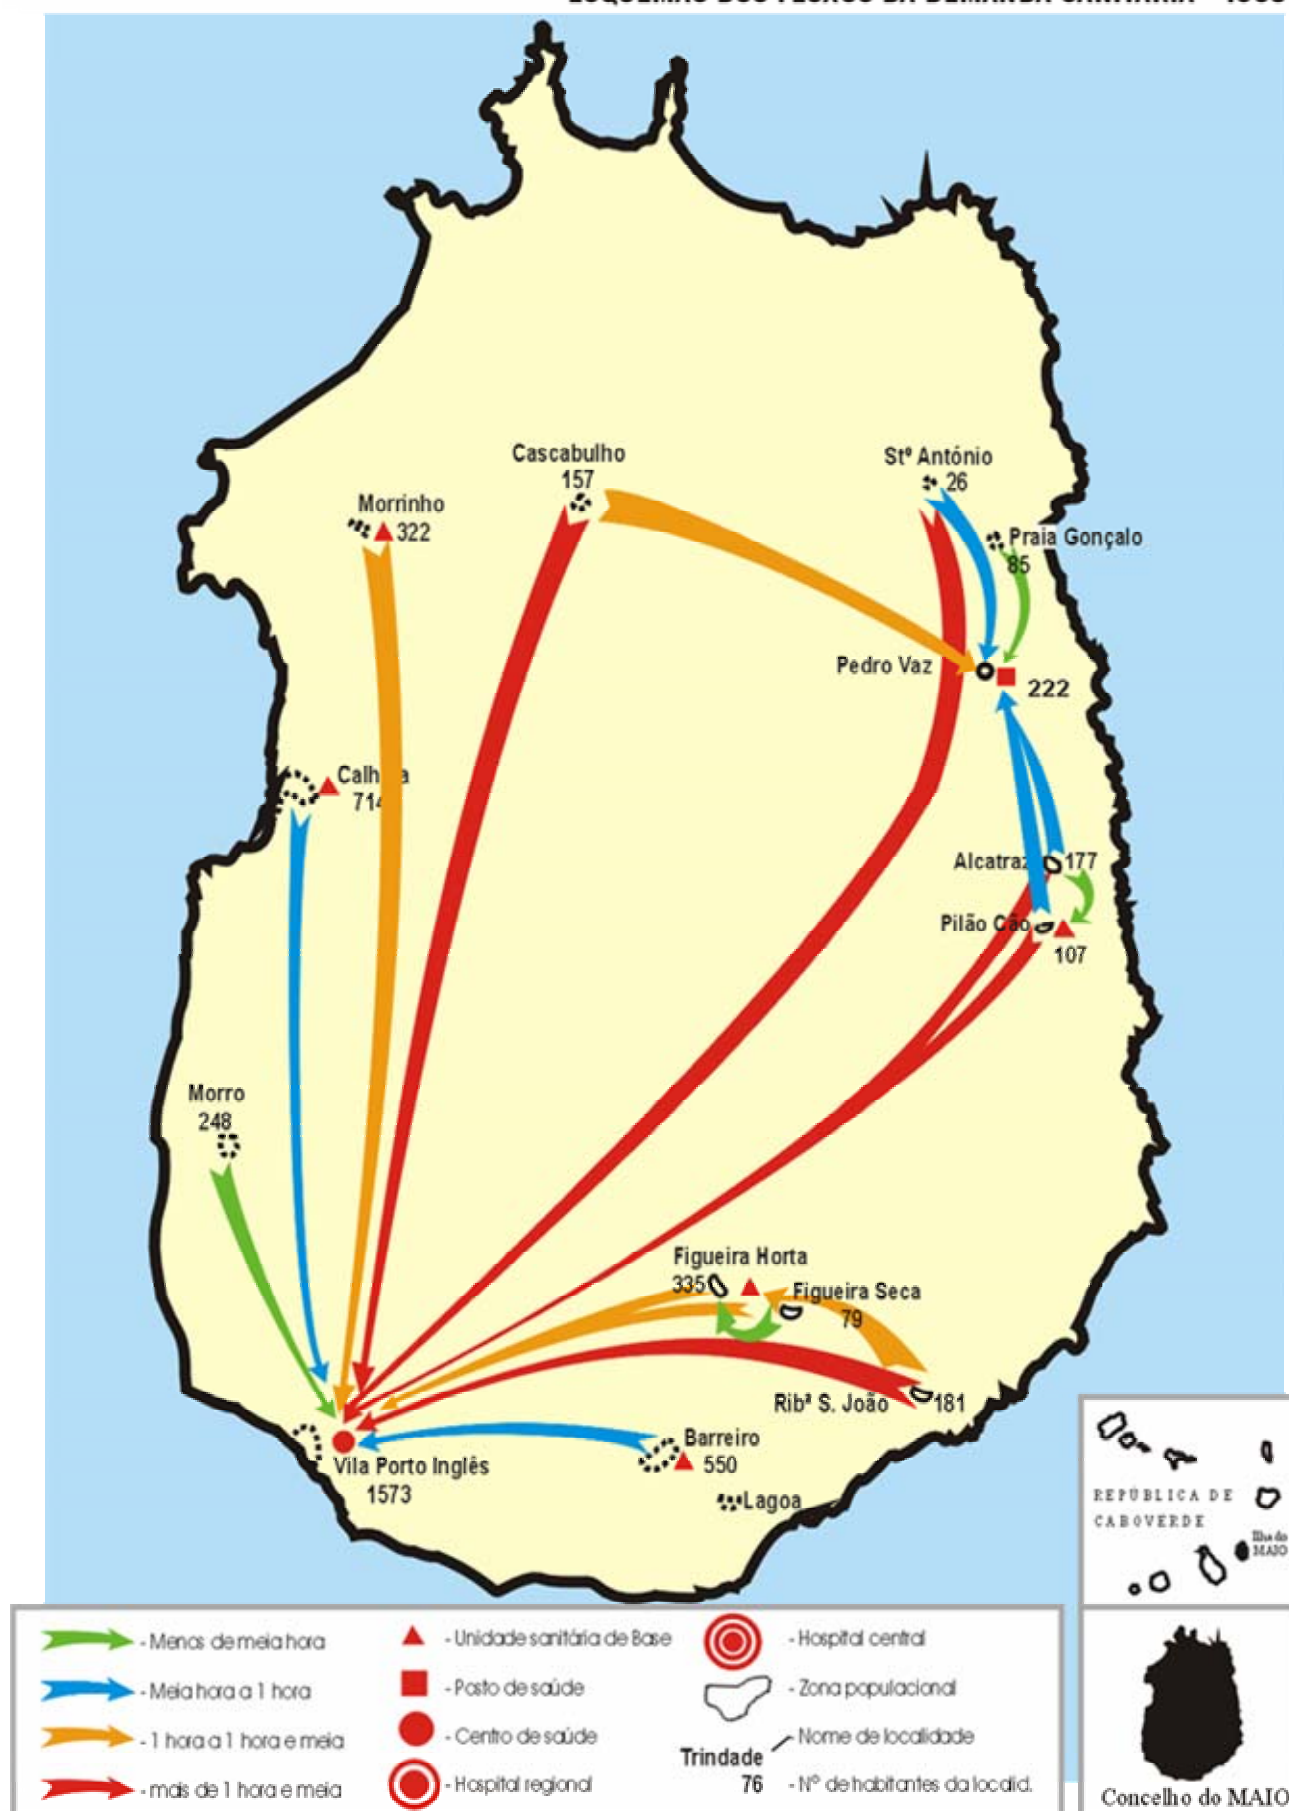 Cascabulho
157
Stº António
26
Morrinho
322
Praia Gonçalo
85
Pedro Vaz
222
714
Alcatraz
177
Pilão Cão
107
Morro
248
Figueira Horta
335
Figueira Seca
79
Ribª S. João
181
Barreiro
550
Vila Porto Inglês
1573
Lagoa
REPÚBLICA DE
CABOVERDE
Ilha do
MAIO
- Menos de meia hora
- Meia hora a 1 hora
- 1 hora a 1 hora e meia
- mais de 1 hora e meia
- Unidade sanitária de Base
- Posto de saúde
- Centro de saúde
- Hospital regional
- Hospital central
- Zona populacional
- Nome de localidade
Trindade
76
- Nº de habitantes da localid.
Concelho do MAIO